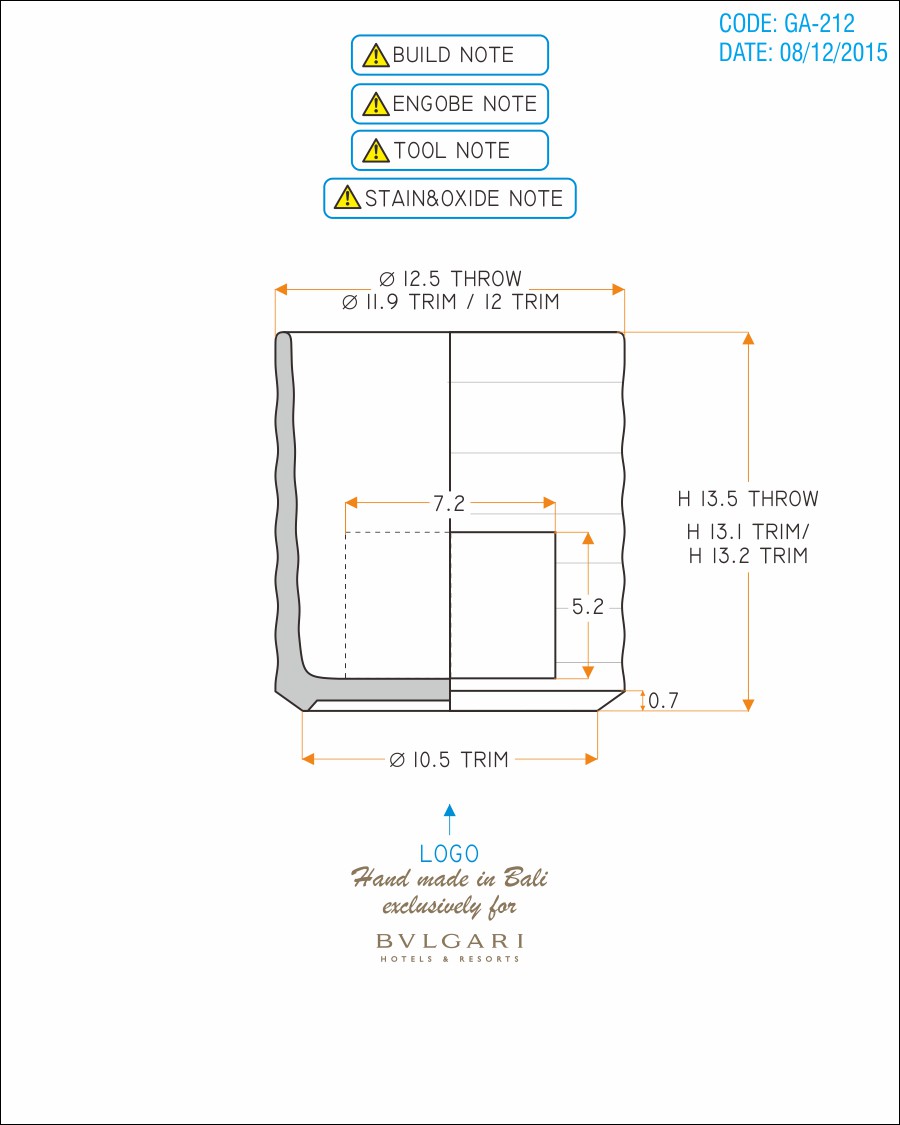 CODE: GA-212
DATE: 08/12/2015
BUILD NOTE
ENGOBE NOTE
TOOL NOTE
STAIN&OXIDE NOTE
Ø 12.5 THROW
Ø 11.9 TRIM / 12 TRIM
7.2
H 13.5 THROW
H 13.1 TRIM/
H 13.2 TRIM
5.2
0.7
Ø 10.5 TRIM
LOGO
Hand made in Bali
exclusively for
BVLGARI
HOTELS & RESORTS